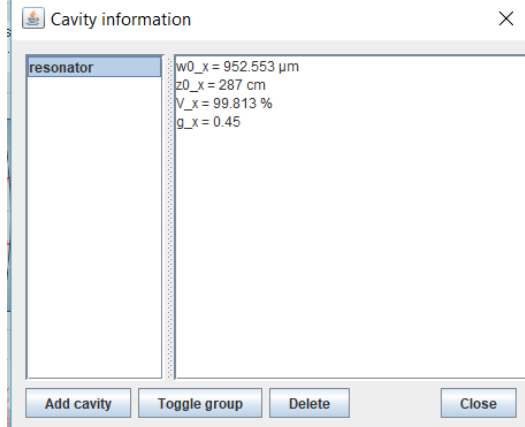 Cavity information
resonator
w0_x = 952.553 μm
z0_x = 287 cm
V_x = 99.813 %
g_x = 0.45
Add cavity
Toggle group
Delete
Close